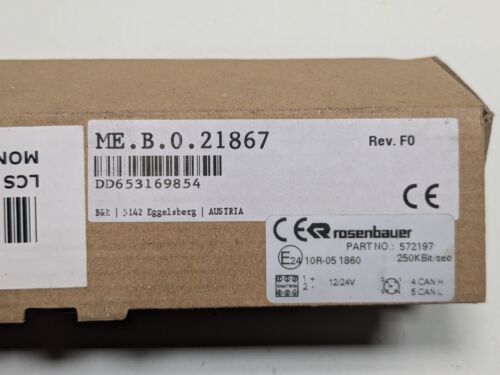 ME.B.0.21867
Rev. F0
DD653169854
B&R | 5142 Eggelsberg | AUSTRIA
CE
LCS
MON
CE R rosenbauer
PART NO.: 572197
E24 10R-05 1860
250KBit/sec
1 +
2 -
12/24V
4 CAN H
5 CAN L